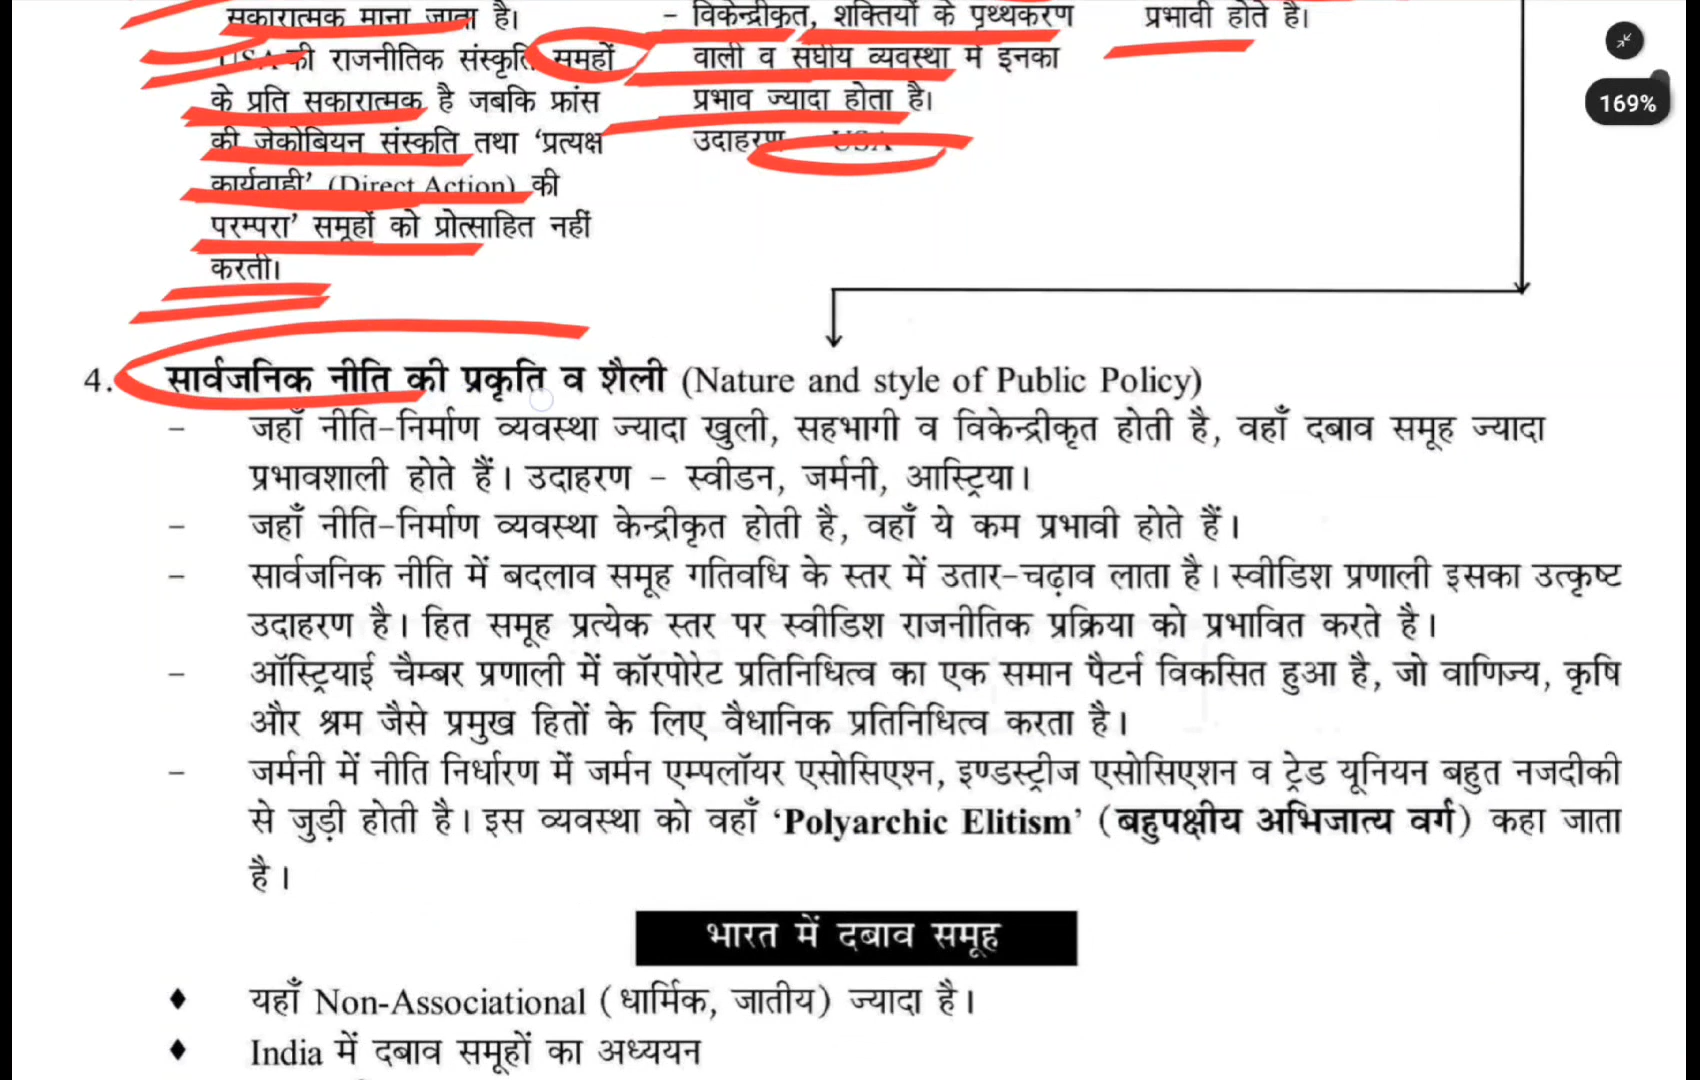 सकारात्मक माना जाता है।
USA की राजनीतिक संस्कृति समूहों
के प्रति सकारात्मक है जबकि फ्रांस
की जेकोबियन संस्कृति तथा ‘प्रत्यक्ष
कार्यवाही’ (Direct Action) की
परम्परा’ समूहों को प्रोत्साहित नहीं
करती।
– विकेन्द्रीकृत, शक्तियों के पृथ्थकरण
वाली व संघीय व्यवस्था में इनका
प्रभाव ज्यादा होता है।
उदाहरण – USA
प्रभावी होते है।
169%
4. सार्वजनिक नीति की प्रकृति व शैली (Nature and style of Public Policy)
– जहाँ नीति-निर्माण व्यवस्था ज्यादा खुली, सहभागी व विकेन्द्रीकृत होती है, वहाँ दबाव समूह ज्यादा
प्रभावशाली होते हैं। उदाहरण – स्वीडन, जर्मनी, आस्ट्रिया।
– जहाँ नीति-निर्माण व्यवस्था केन्द्रीकृत होती है, वहाँ ये कम प्रभावी होते हैं।
– सार्वजनिक नीति में बदलाव समूह गतिवधि के स्तर में उतार-चढ़ाव लाता है। स्वीडिश प्रणाली इसका उत्कृष्ट
उदाहरण है। हित समूह प्रत्येक स्तर पर स्वीडिश राजनीतिक प्रक्रिया को प्रभावित करते है।
– ऑस्ट्रियाई चैम्बर प्रणाली में कॉरपोरेट प्रतिनिधित्व का एक समान पैटर्न विकसित हुआ है, जो वाणिज्य, कृषि
और श्रम जैसे प्रमुख हितों के लिए वैधानिक प्रतिनिधित्व करता है।
– जर्मनी में नीति निर्धारण में जर्मन एम्पलॉयर एसोसिएश्न, इण्डस्ट्रीज एसोसिएशन व ट्रेड यूनियन बहुत नजदीकी
से जुड़ी होती है। इस व्यवस्था को वहाँ ‘Polyarchic Elitism’ (बहुपक्षीय अभिजात्य वर्ग) कहा जाता
है।
भारत में दबाव समूह
♦ यहाँ Non-Associational (धार्मिक, जातीय) ज्यादा है।
♦ India में दबाव समूहों का अध्ययन